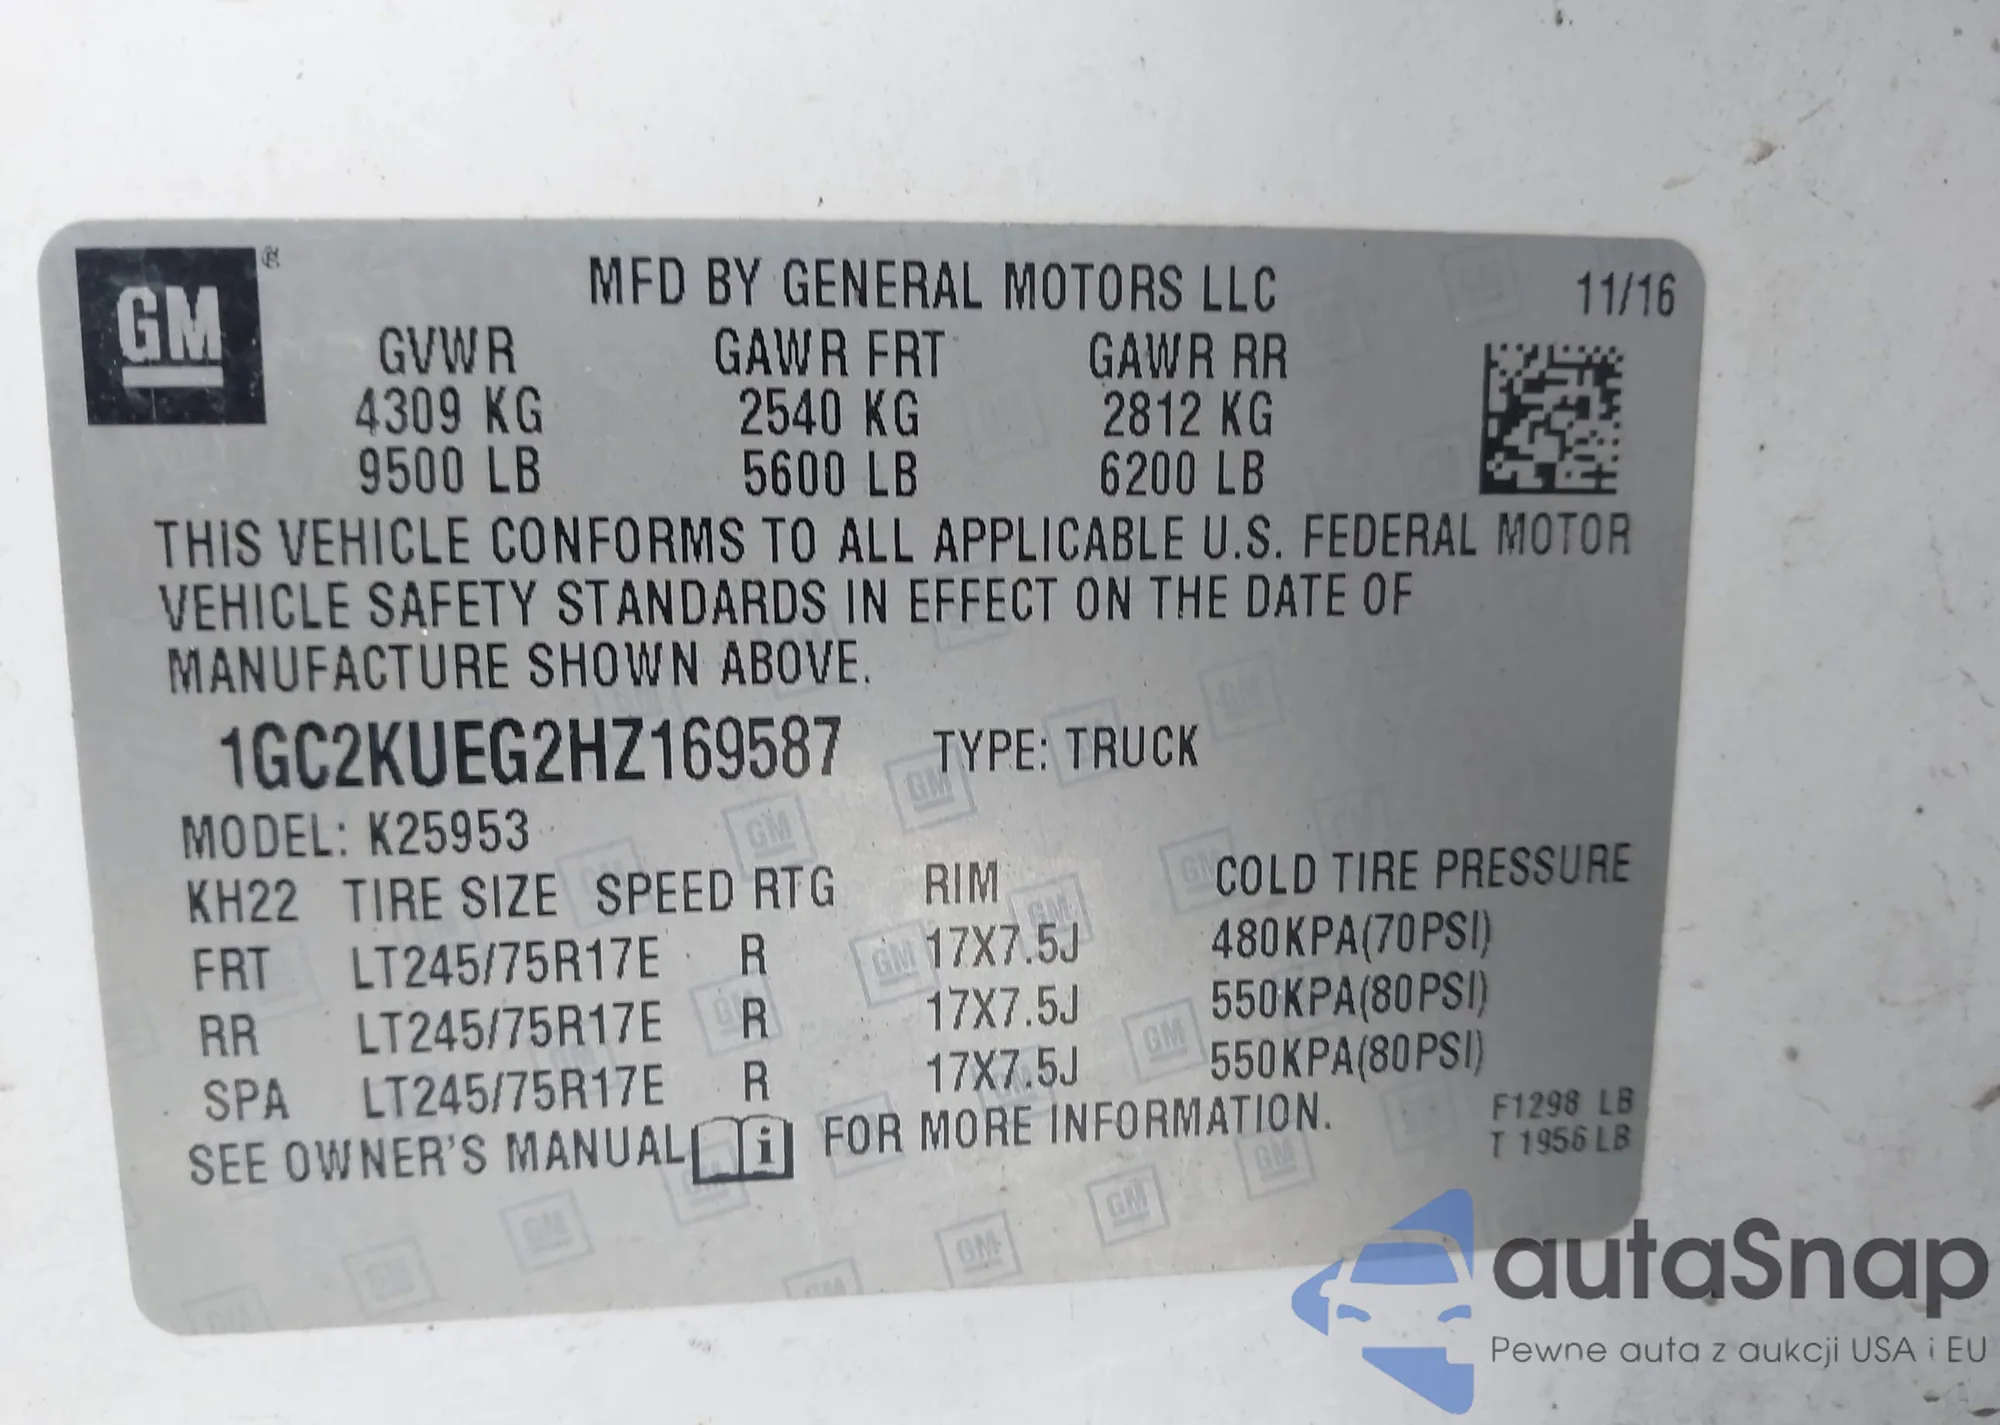 GM ®
MFD BY GENERAL MOTORS LLC 11/16
GVWR GAWR FRT GAWR RR
4309 KG 2540 KG 2812 KG
9500 LB 5600 LB 6200 LB
THIS VEHICLE CONFORMS TO ALL APPLICABLE U.S. FEDERAL MOTOR
VEHICLE SAFETY STANDARDS IN EFFECT ON THE DATE OF
MANUFACTURE SHOWN ABOVE.
1GC2KUEG2HZ169587 TYPE: TRUCK
MODEL: K25953
KH22 TIRE SIZE SPEED RTG RIM COLD TIRE PRESSURE
FRT LT245/75R17E R 17X7.5J 480KPA(70PSI)
RR LT245/75R17E R 17X7.5J 550KPA(80PSI)
SPA LT245/75R17E R 17X7.5J 550KPA(80PSI)
SEE OWNER'S MANUAL i FOR MORE INFORMATION.
F1298 LB
T 1956 LB
autaSnap
Pewne auta z aukcji USA i EU